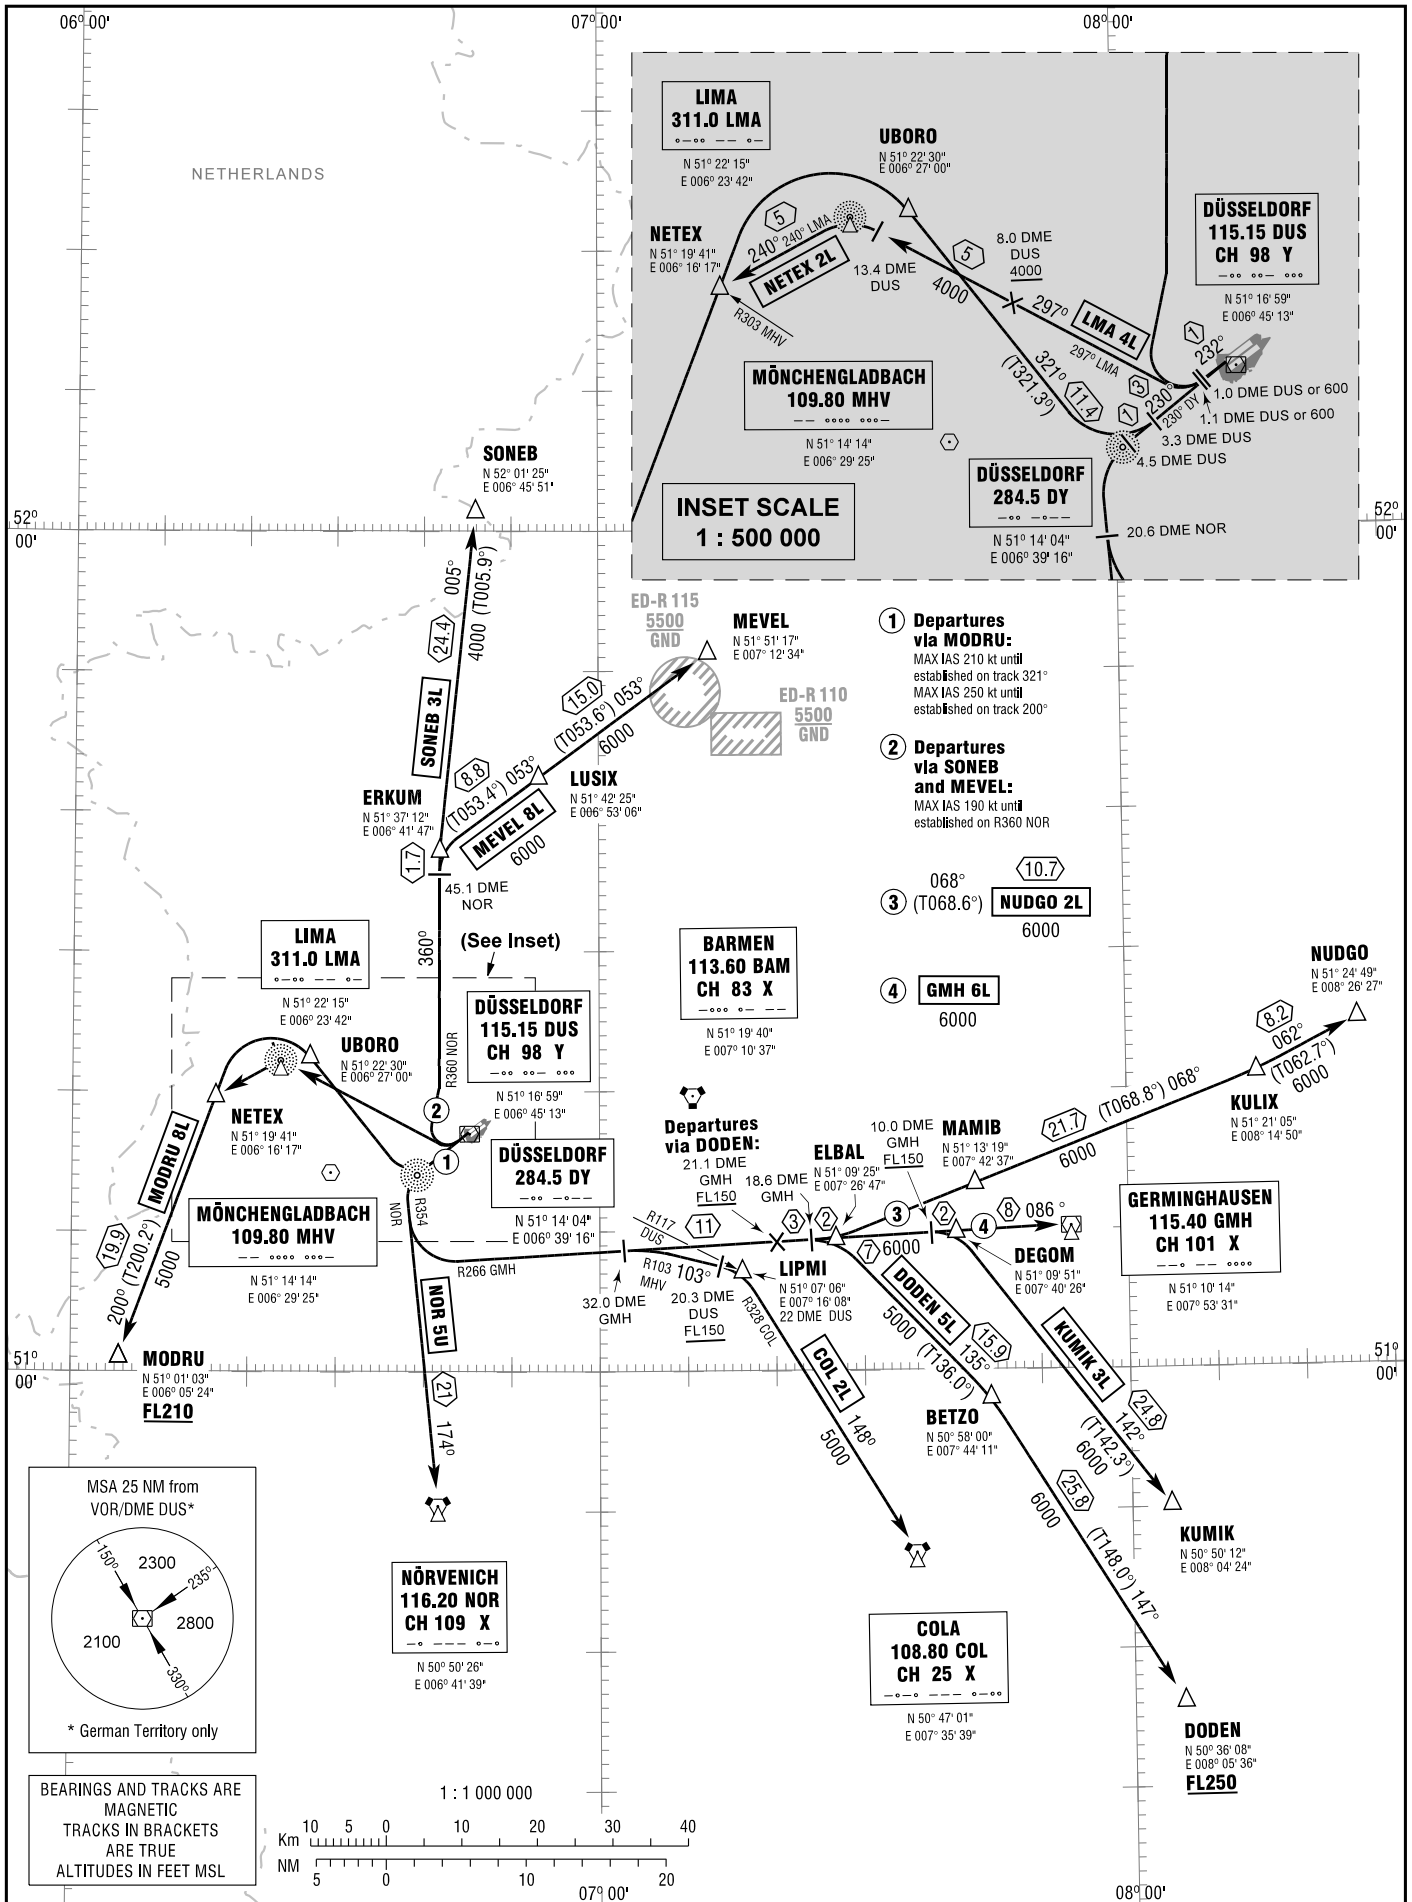 06° 00'
07° 00'
08° 00'
NETHERLANDS
LIMA
311.0 LMA
N 51° 22' 15"
E 006° 23' 42"
UBORO
N 51° 22' 30"
E 006° 27' 00"
NETEX
N 51° 19' 41"
E 006° 16' 17"
5
240°
240° LMA
NETEX 2L
R303 MHV
13.4 DME
DUS
5
4000
8.0 DME
DUS
4000
297°
297° LMA
LMA 4L
DÜSSELDORF
115.15 DUS
CH 98 Y
N 51° 16' 59"
E 006° 45' 13"
1
232°
1.0 DME DUS or 600
1.1 DME DUS or 600
3
230°
230° DY
1
3.3 DME DUS
4.5 DME DUS
321°
(T321.3°)
11.4
MÖNCHENGLADBACH
109.80 MHV
N 51° 14' 14"
E 006° 29' 25"
DÜSSELDORF
284.5 DY
N 51° 14' 04"
E 006° 39' 16"
20.6 DME NOR
INSET SCALE
1 : 500 000
52°
00'
52°
00'
SONEB
N 52° 01' 25"
E 006° 45' 51"
005°
4000 (T005.9°)
24.4
SONEB 3L
ED-R 115
5500
GND
MEVEL
N 51° 51' 17"
E 007° 12' 34"
ED-R 110
5500
GND
15.0
(T053.6°) 053°
6000
8.8
(T053.4°) 053°
MEVEL 8L
6000
LUSIX
N 51° 42' 25"
E 006° 53' 06"
ERKUM
N 51° 37' 12"
E 006° 41' 47"
1.7
45.1 DME
NOR
360°
R360 NOR
1 Departures
via MODRU:
MAX IAS 210 kt until
established on track 321°
MAX IAS 250 kt until
established on track 200°
2 Departures
via SONEB
and MEVEL:
MAX IAS 190 kt until
established on R360 NOR
3 068°
(T068.6°)
10.7
NUDGO 2L
6000
4 GMH 6L
6000
(See Inset)
LIMA
311.0 LMA
N 51° 22' 15"
E 006° 23' 42"
UBORO
N 51° 22' 30"
E 006° 27' 00"
NETEX
N 51° 19' 41"
E 006° 16' 17"
DÜSSELDORF
115.15 DUS
CH 98 Y
N 51° 16' 59"
E 006° 45' 13"
2
1
DÜSSELDORF
284.5 DY
N 51° 14' 04"
E 006° 39' 16"
MÖNCHENGLADBACH
109.80 MHV
N 51° 14' 14"
E 006° 29' 25"
MODRU 8L
19.9
200° (T200.2°)
5000
MODRU
N 51° 01' 03"
E 006° 05' 24"
FL210
BARMEN
113.60 BAM
CH 83 X
N 51° 19' 40"
E 007° 10' 37"
Departures
via DODEN:
21.1 DME
GMH
FL150
18.6 DME
GMH
ELBAL
N 51° 09' 25"
E 007° 26' 47"
10.0 DME
GMH
FL150
MAMIB
N 51° 13' 19"
E 007° 42' 37"
21.7
(T068.8°) 068°
6000
KULIX
N 51° 21' 05"
E 008° 14' 50"
8.2
062°
(T062.7°)
6000
NUDGO
N 51° 24' 49"
E 008° 26' 27"
R354
NOR
R266 GMH
11
R117
DUS
R103
MHV
103°
32.0 DME
GMH
20.3 DME
DUS
FL150
3
2
3
7
6000
2
4
8
086°
LIPMI
N 51° 07' 06"
E 007° 16' 08"
22 DME DUS
DEGOM
N 51° 09' 51"
E 007° 40' 26"
GERMINGHAUSEN
115.40 GMH
CH 101 X
N 51° 10' 14"
E 007° 53' 31"
NOR 5U
21
174°
NÖRVENICH
116.20 NOR
CH 109 X
N 50° 50' 26"
E 006° 41' 39"
R328 COL
COL 2L
148°
5000
COLA
108.80 COL
CH 25 X
N 50° 47' 01"
E 007° 35' 39"
DODEN 5L
15.9
135°
5000
(T136.0°)
BETZO
N 50° 58' 00"
E 007° 44' 11"
25.8
6000
(T148.0°) 147°
DODEN
N 50° 36' 08"
E 008° 05' 36"
FL250
KUMIK 3L
24.8
142°
(T142.3°)
6000
KUMIK
N 50° 50' 12"
E 008° 04' 24"
51°
00'
51°
00'
MSA 25 NM from
VOR/DME DUS*
150°
2300
235°
2800
2100
330°
* German Territory only
BEARINGS AND TRACKS ARE
MAGNETIC
TRACKS IN BRACKETS
ARE TRUE
ALTITUDES IN FEET MSL
1 : 1 000 000
Km 10 5 0 10 20 30 40
NM 5 0 10 20
07° 00'
08° 00'